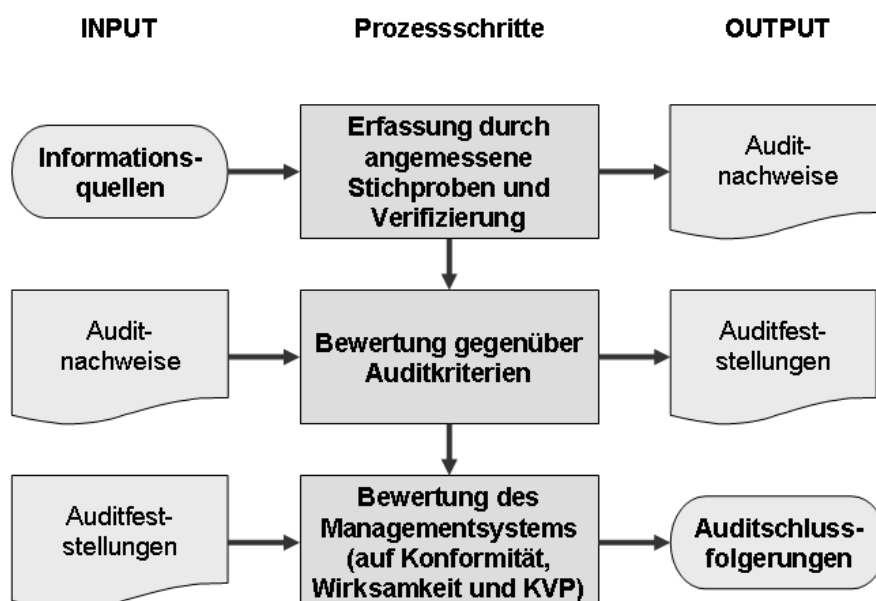 INPUT
Prozessschritte
OUTPUT
Informations-
quellen
Erfassung durch
angemessene
Stichproben und
Verifizierung
Audit-
nachweise
Audit-
nachweise
Bewertung gegenüber
Auditkriterien
Auditfest-
stellungen
Auditfest-
stellungen
Bewertung des
Managementsystems
(auf Konformität,
Wirksamkeit und KVP)
Auditschluss-
folgerungen